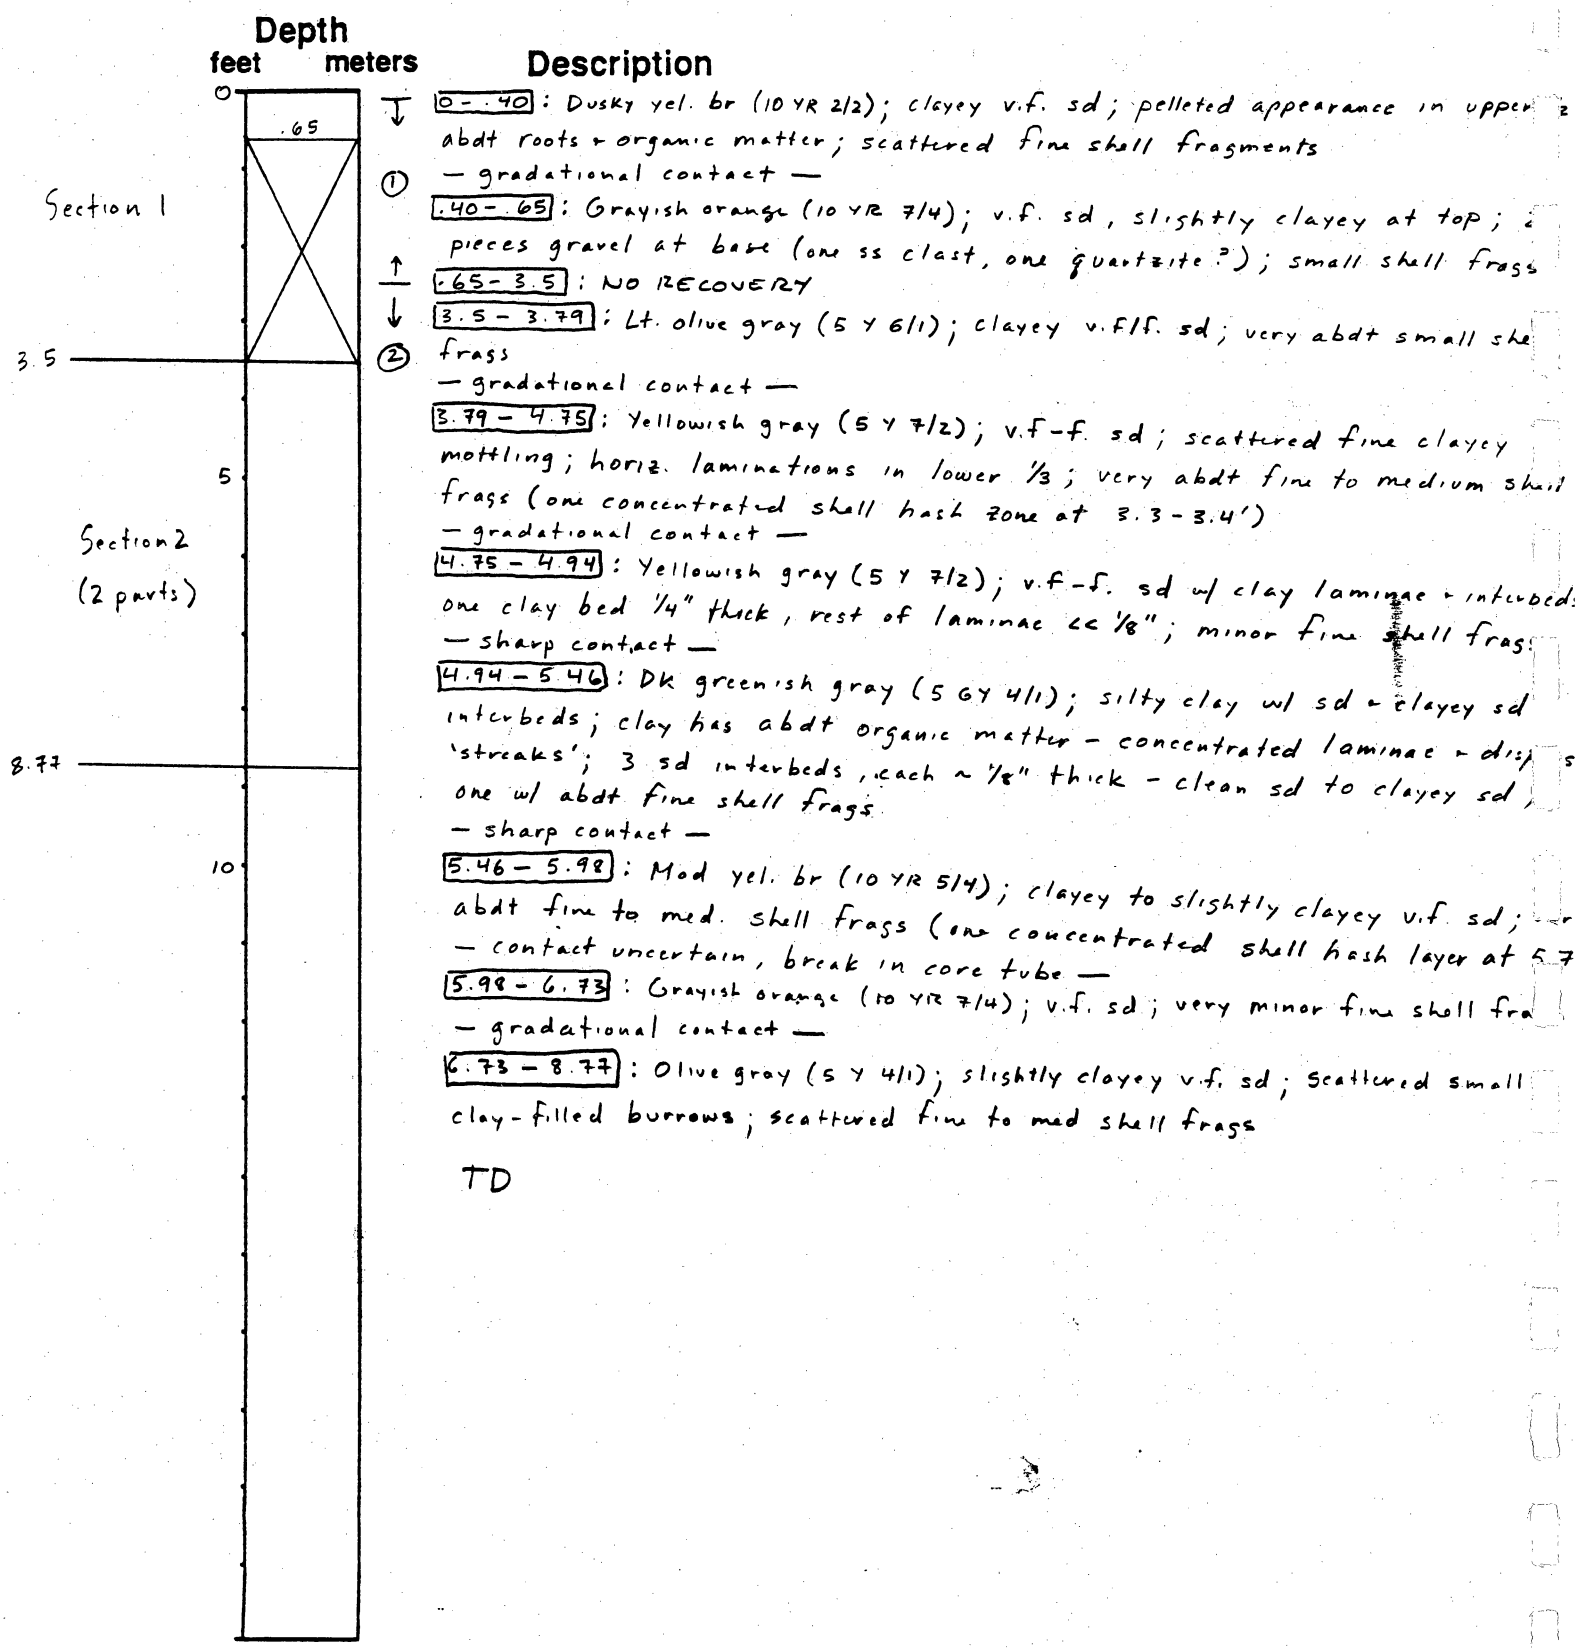 Depth
feet meters Description
0
.65
Section 1
3.5
5
Section 2
(2 parts)
8.77
10
①
②
0 - .40 : Dusky yel. br (10 YR 2/2); clayey v.f. sd; pelleted appearance in upper
abdt roots + organic matter; scattered fine shell fragments
— gradational contact —
.40 - .65 : Grayish orange (10 YR 7/4); v.f. sd, slightly clayey at top;
pieces gravel at base (one ss clast, one quartzite?); small shell frags
.65 - 3.5 : NO RECOVERY
3.5 - 3.79 : Lt. olive gray (5 Y 6/1); clayey v.f/f. sd; very abdt small she
frags
— gradational contact —
3.79 - 4.75 : Yellowish gray (5 Y 7/2); v.f-f. sd; scattered fine clayey
mottling; horiz. laminations in lower 1/3; very abdt fine to medium shell
frags (one concentrated shell hash zone at 3.3-3.4')
— gradational contact —
4.75 - 4.94 : Yellowish gray (5 Y 7/2); v.f-f. sd w/ clay laminae + interbeds
one clay bed 1/4" thick, rest of laminae << 1/8"; minor fine shell frags
— sharp contact —
4.94 - 5.46 : DK greenish gray (5 GY 4/1); silty clay w/ sd + clayey sd
interbeds; clay has abdt organic matter - concentrated laminae + disp
'streaks'; 3 sd interbeds, each ~ 1/8" thick - clean sd to clayey sd,
one w/ abdt fine shell frags
— sharp contact —
5.46 - 5.98 : Mod yel. br (10 YR 5/4); clayey to slightly clayey v.f. sd;
abdt fine to med. shell frags (one concentrated shell hash layer at 5.7
— contact uncertain, break in core tube —
5.98 - 6.73 : Grayish orange (10 YR 7/4); v.f. sd; very minor fine shell fra
— gradational contact —
6.73 - 8.77 : Olive gray (5 Y 4/1); slightly clayey v.f. sd; scattered small
clay-filled burrows; scattered fine to med shell frags
TD